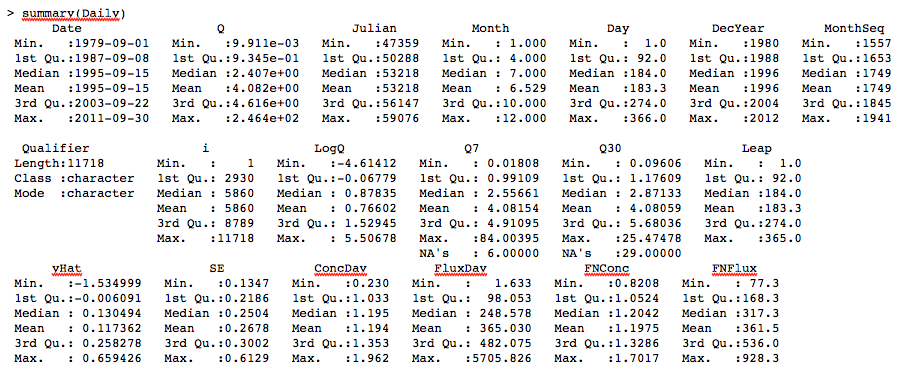 > summary(Daily)
Date Q Julian Month Day DecYear MonthSeq
Min. :1979-09-01 Min. :9.911e-03 Min. :47359 Min. : 1.000 Min. : 1.0 Min. :1980 Min. :1557
1st Qu.:1987-09-08 1st Qu.:9.345e-01 1st Qu.:50288 1st Qu.: 4.000 1st Qu.: 92.0 1st Qu.:1988 1st Qu.:1653
Median :1995-09-15 Median :2.407e+00 Median :53218 Median : 7.000 Median :184.0 Median :1996 Median :1749
Mean :1995-09-15 Mean :4.082e+00 Mean :53218 Mean : 6.529 Mean :183.3 Mean :1996 Mean :1749
3rd Qu.:2003-09-22 3rd Qu.:4.616e+00 3rd Qu.:56147 3rd Qu.:10.000 3rd Qu.:274.0 3rd Qu.:2004 3rd Qu.:1845
Max. :2011-09-30 Max. :2.464e+02 Max. :59076 Max. :12.000 Max. :366.0 Max. :2012 Max. :1941
Qualifier i LogQ Q7 Q30 Leap
Length:11718 Min. : 1 Min. :-4.61412 Min. : 0.01808 Min. : 0.09606 Min. : 1.0
Class :character 1st Qu.: 2930 1st Qu.:-0.06779 1st Qu.: 0.99109 1st Qu.: 1.17609 1st Qu.: 92.0
Mode :character Median : 5860 Median : 0.87835 Median : 2.55661 Median : 2.87133 Median :184.0
Mean : 5860 Mean : 0.76602 Mean : 4.08154 Mean : 4.08059 Mean :183.3
3rd Qu.: 8789 3rd Qu.: 1.52945 3rd Qu.: 4.91095 3rd Qu.: 5.68036 3rd Qu.:274.0
Max. :11718 Max. : 5.50678 Max. :84.00395 Max. :25.47478 Max. :365.0
NA's : 6.00000 NA's :29.00000
yHat SE ConcDay FluxDay FNConc FNFlux
Min. :-1.534999 Min. :0.1347 Min. :0.230 Min. : 1.633 Min. :0.8208 Min. : 77.3
1st Qu.:-0.006091 1st Qu.:0.2186 1st Qu.:1.033 1st Qu.: 98.053 1st Qu.:1.0524 1st Qu.:168.3
Median : 0.130494 Median :0.2504 Median :1.195 Median : 248.578 Median :1.2042 Median :317.3
Mean : 0.117362 Mean :0.2678 Mean :1.194 Mean : 365.030 Mean :1.1975 Mean :361.5
3rd Qu.: 0.258278 3rd Qu.:0.3002 3rd Qu.:1.353 3rd Qu.: 482.075 3rd Qu.:1.3286 3rd Qu.:536.0
Max. : 0.659426 Max. :0.6129 Max. :1.962 Max. :5705.826 Max. :1.7017 Max. :928.3